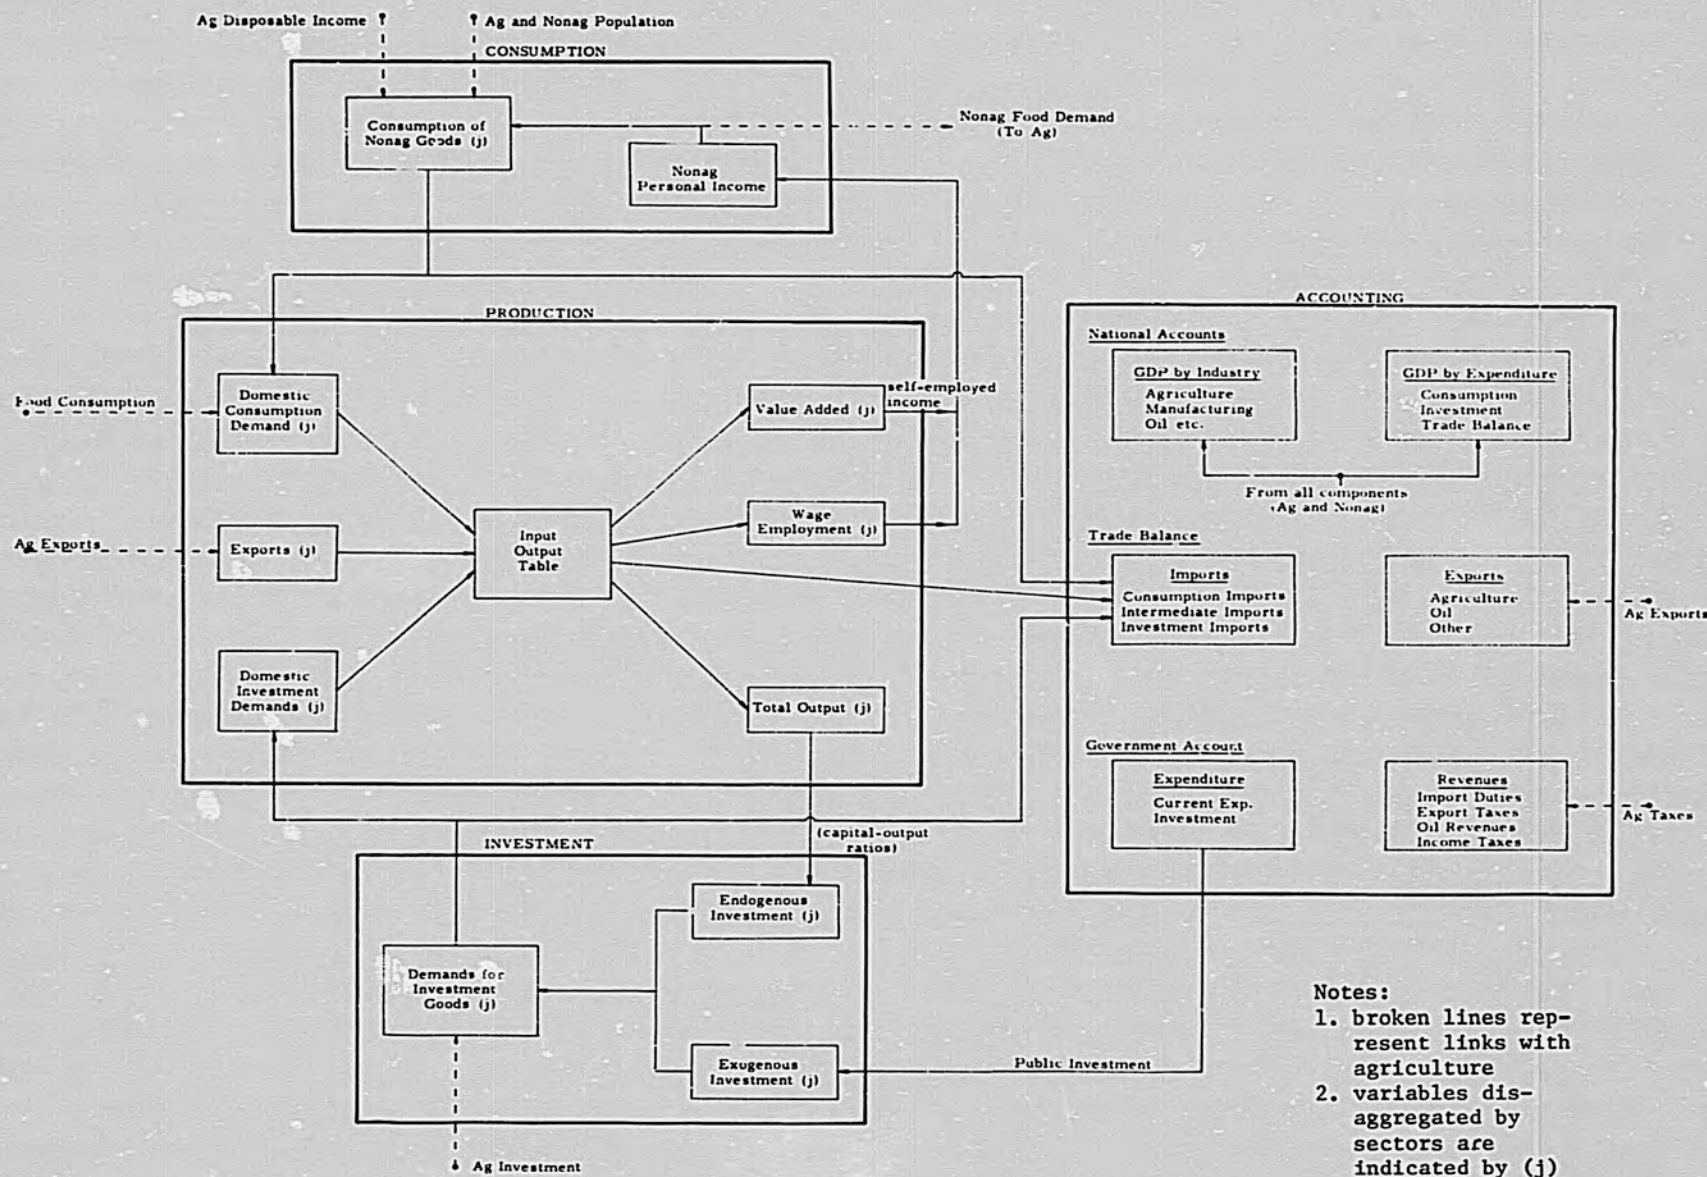 Ag Disposable Income
Ag and Nonag Population
CONSUMPTION
Consumption of
Nonag Goods (j)
Nonag
Personal Income
Nonag Food Demand
(To Ag)
PRODUCTION
Food Consumption
Domestic
Consumption
Demand (j)
Ag Exports
Exports (j)
Domestic
Investment
Demands (j)
Input
Output
Table
Value Added (j)
self-employed
income
Wage
Employment (j)
Total Output (j)
(capital-output
ratios)
INVESTMENT
Endogenous
Investment (j)
Demands for
Investment
Goods (j)
Exogenous
Investment (j)
Public Investment
Ag Investment
ACCOUNTING
National Accounts
GDP by Industry
Agriculture
Manufacturing
Oil etc.
GDP by Expenditure
Consumption
Investment
Trade Balance
From all components
(Ag and Nonag)
Trade Balance
Imports
Consumption Imports
Intermediate Imports
Investment Imports
Exports
Agriculture
Oil
Other
Ag Exports
Government Account
Expenditure
Current Exp.
Investment
Revenues
Import Duties
Export Taxes
Oil Revenues
Income Taxes
Ag Taxes
Notes:
1. broken lines rep-
resent links with
agriculture
2. variables dis-
aggregated by
sectors are
indicated by (j)